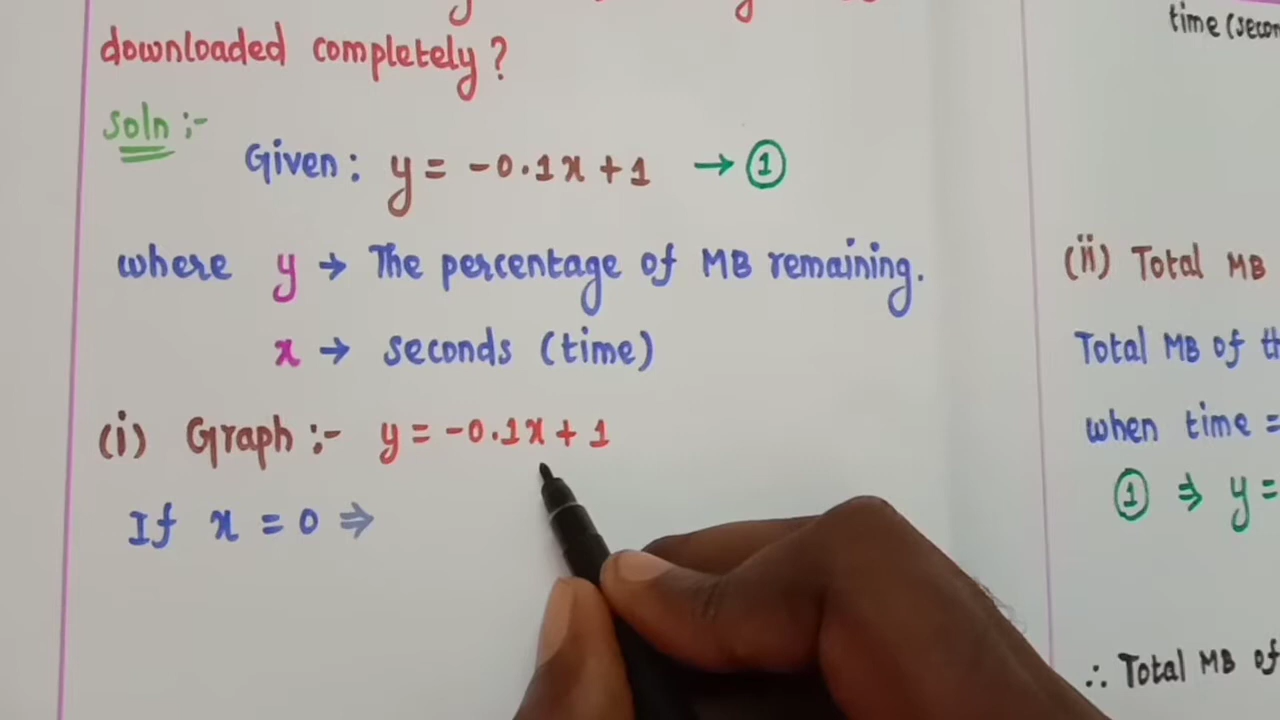 downloaded completely?
Soln :-
Given: y = -0.1x + 1 → ①
where y → The percentage of MB remaining.
x → seconds (time)
(i) Graph :- y = -0.1x + 1
If x = 0 ⇒
time (secon
(ii) Total MB
Total MB of th
when time =
① ⇒ y =
∴ Total MB of